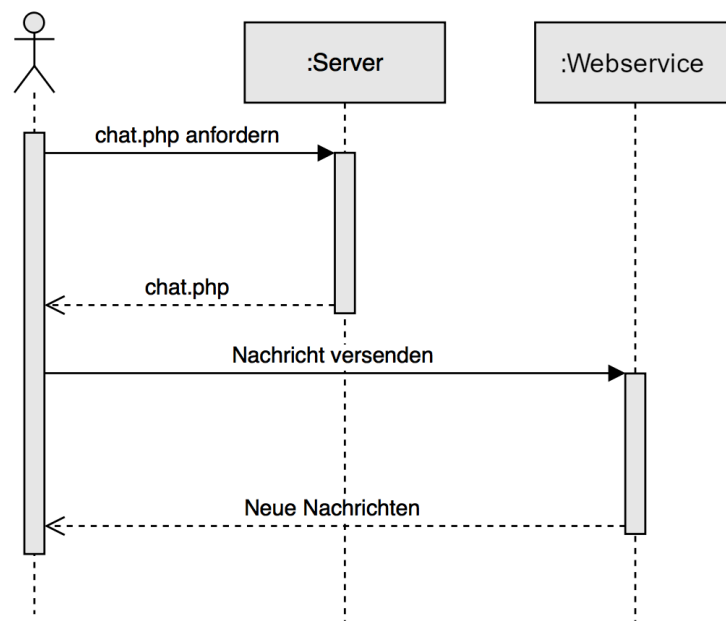 :Server
:Webservice
chat.php anfordern
chat.php
Nachricht versenden
Neue Nachrichten